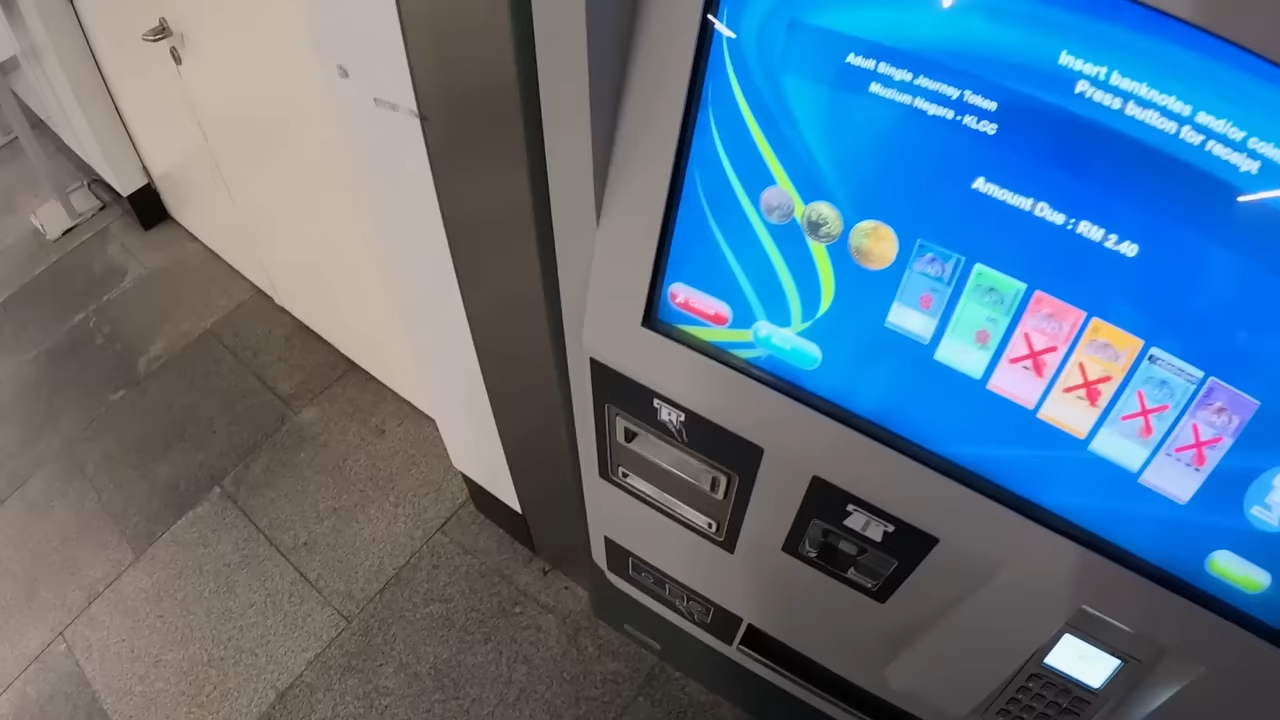 Adult Single Journey Token
Muzium Negara - KLCC
Insert banknotes and/or
Press button for receipt
Amount Due : RM 2.40
Cancel